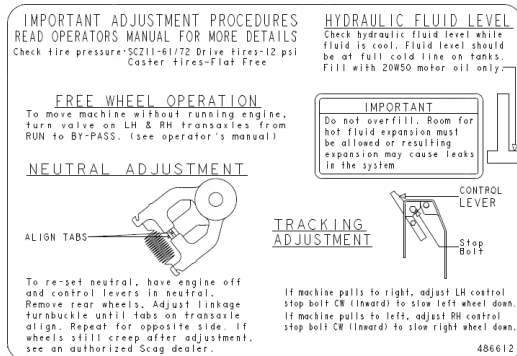 IMPORTANT ADJUSTMENT PROCEDURES
READ OPERATORS MANUAL FOR MORE DETAILS
Check tire pressure-SCZII-61/72 Drive tires-12 psi
Caster tires-Flat Free
FREE WHEEL OPERATION
To move machine without running engine,
turn valve on LH & RH transaxles from
RUN to BY-PASS. (see operator's manual)
NEUTRAL ADJUSTMENT
ALIGN TABS
To re-set neutral, have engine off
and control levers in neutral.
Remove rear wheels. Adjust linkage
turnbuckle until tabs on transaxle
align. Repeat for opposite side. If
wheels still creep after adjustment,
see an authorized Scag dealer.
HYDRAULIC FLUID LEVEL
Check hydraulic fluid level while
fluid is cool. Fluid level should
be at full cold line on tanks.
Fill with 20W50 motor oil only.
IMPORTANT
Do not overfill. Room for
hot fluid expansion must
be allowed or resulting
expansion may cause leaks
in the system
TRACKING
ADJUSTMENT
CONTROL
LEVER
Stop
Bolt
If machine pulls to right, adjust LH control
stop bolt CW (Inward) to slow left wheel down.
If machine pulls to left, adjust RH control
stop bolt CW (Inward) to slow right wheel down.
486612